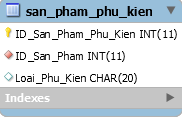 san_pham_phu_kien
ID_San_Pham_Phu_Kien INT(11)
ID_San_Pham INT(11)
Loai_Phu_Kien CHAR(20)
Indexes